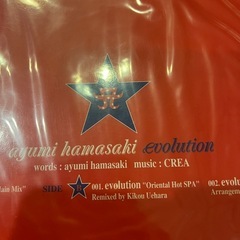 ayumi hamasaki evolution
words : ayumi hamasaki music : CREA
ain Mix"
SIDE
001. evolution "Oriental Hot SPA"
Remixed by Kikou Uehara
002. evolu
Arrangem